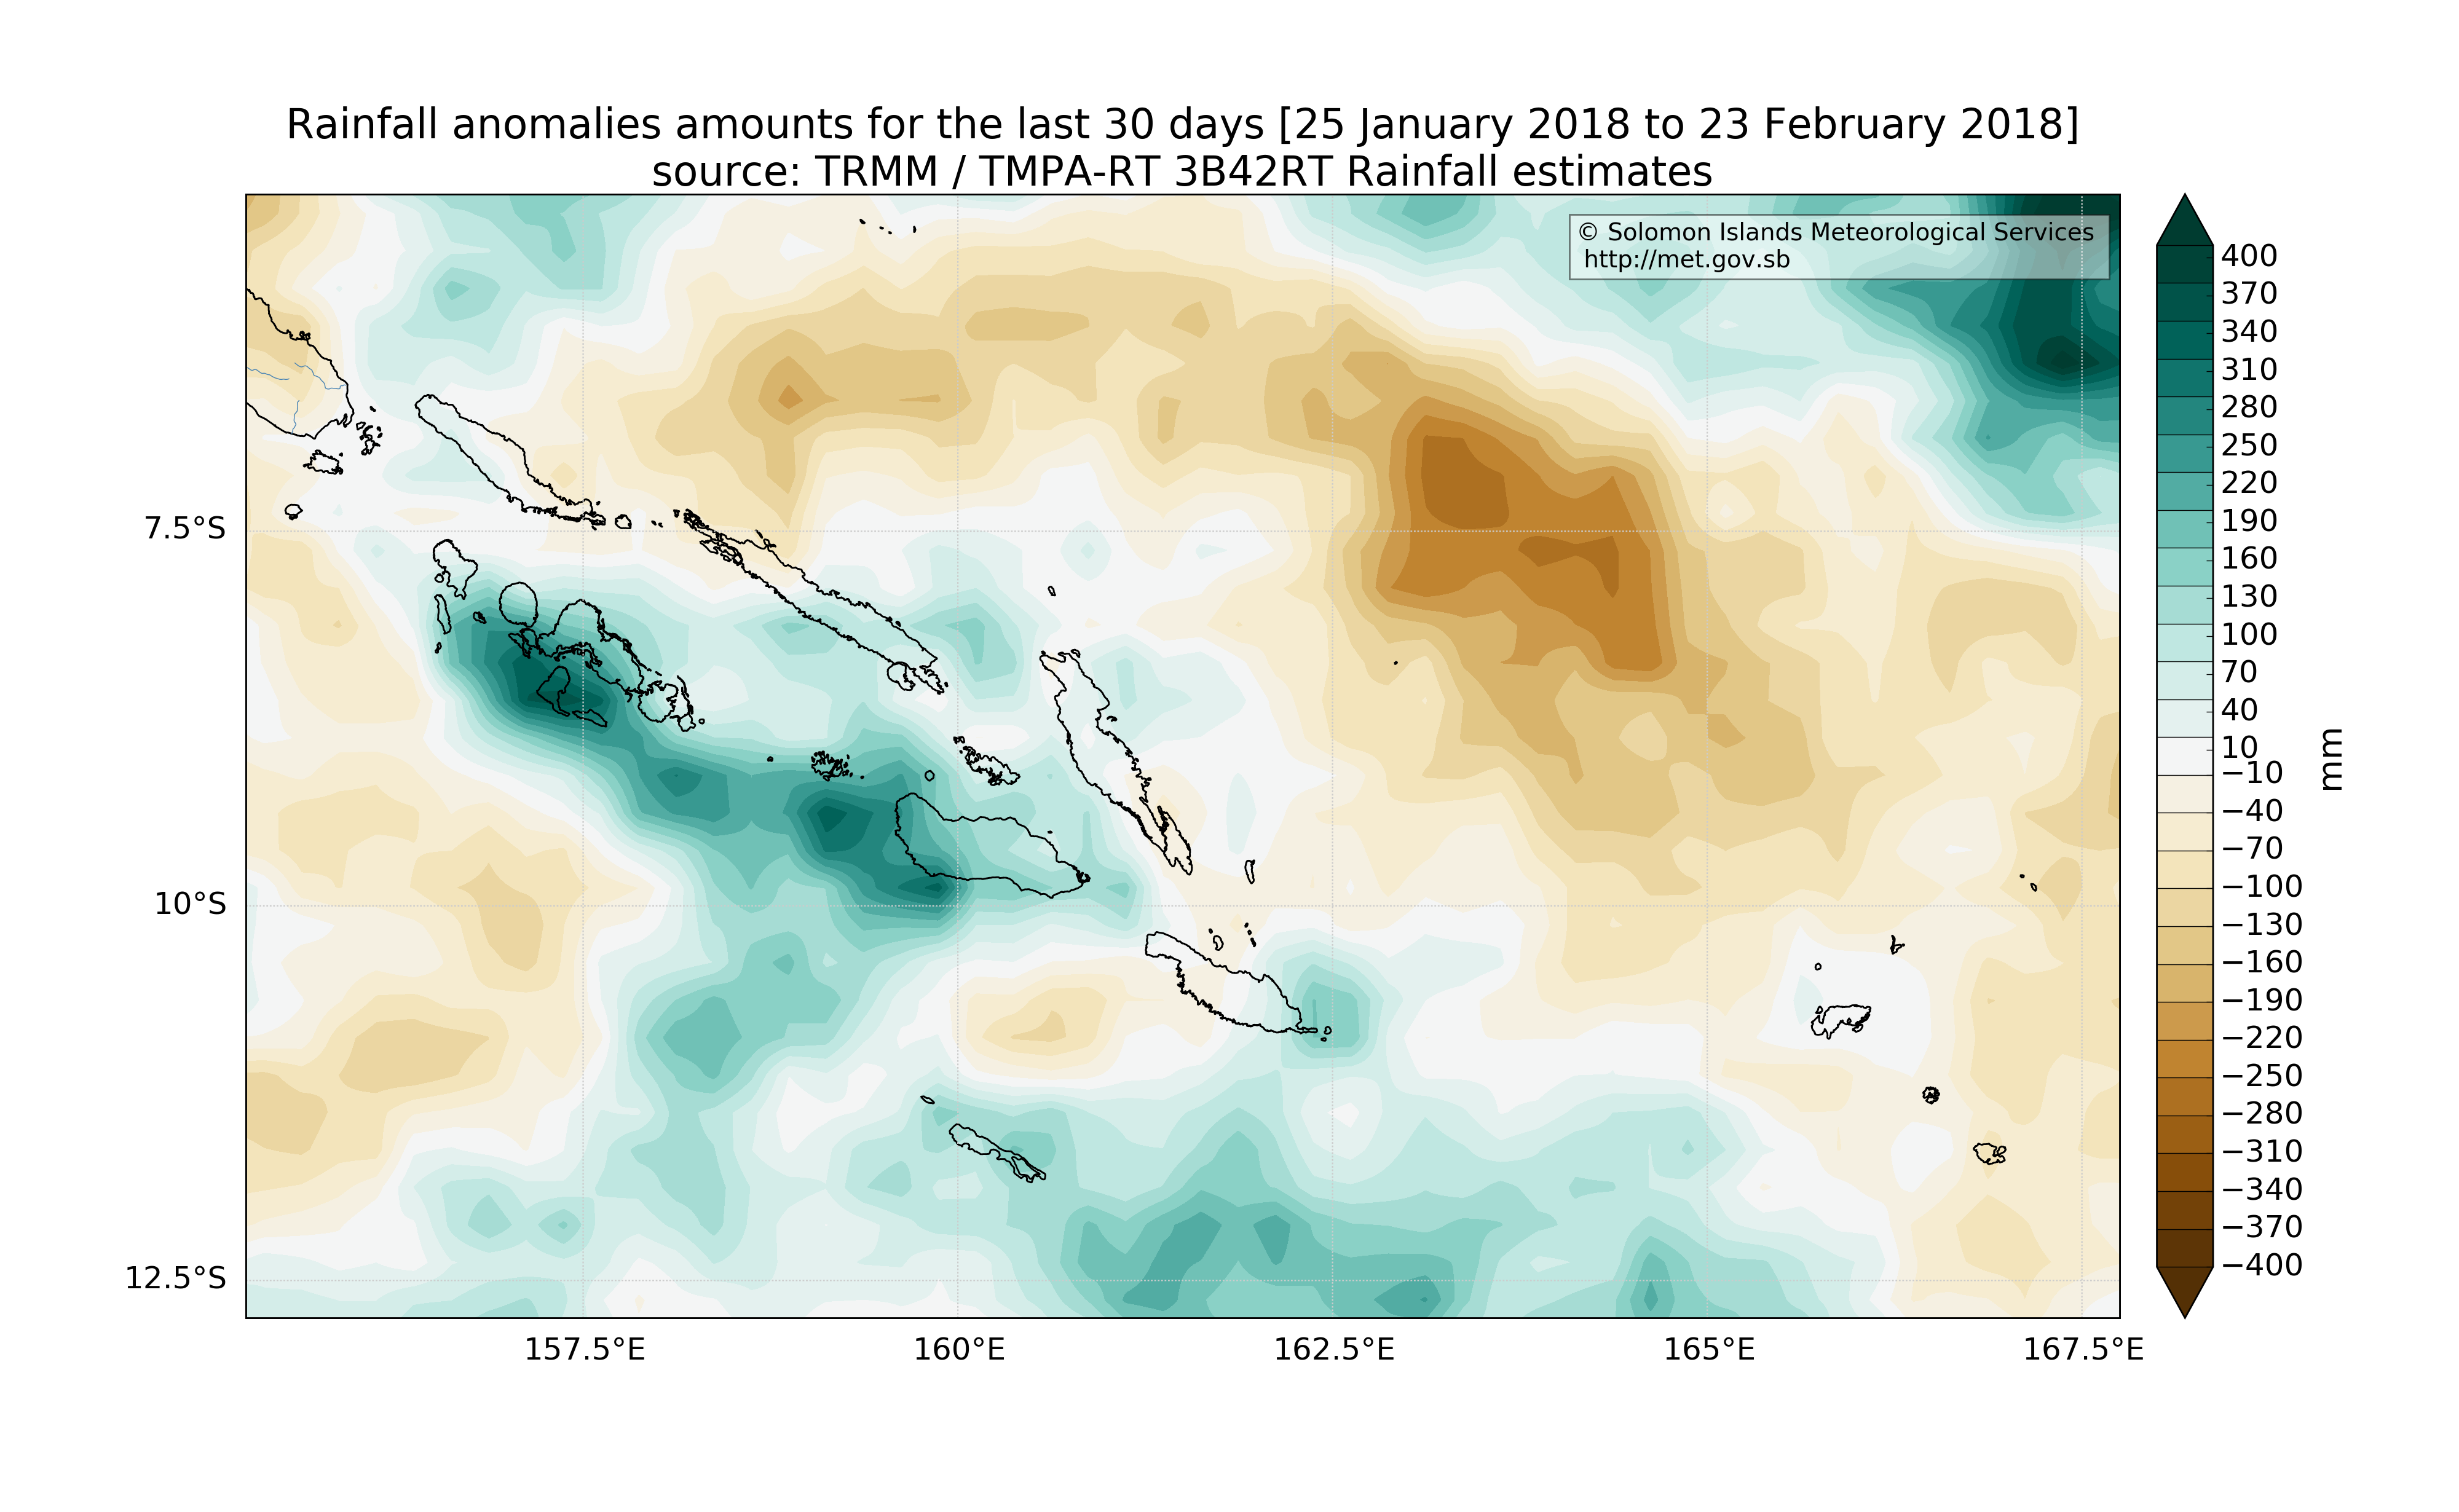 Rainfall anomalies amounts for the last 30 days [25 January 2018 to 23 February 2018]
source: TRMM / TMPA-RT 3B42RT Rainfall estimates
© Solomon Islands Meteorological Services
http://met.gov.sb
7.5°S
10°S
12.5°S
157.5°E
160°E
162.5°E
165°E
167.5°E
400
370
340
310
280
250
220
190
160
130
100
70
40
10
−10
−40
−70
−100
−130
−160
−190
−220
−250
−280
−310
−340
−370
−400
mm